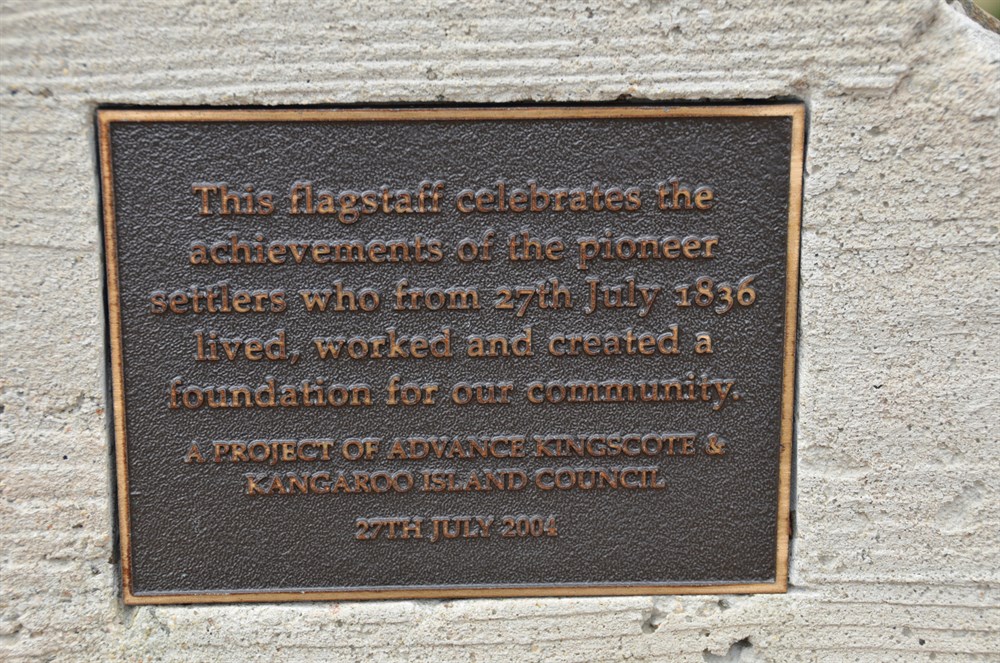 This flagstaff celebrates the
achievements of the pioneer
settlers who from 27th July 1836
lived, worked and created a
foundation for our community.
A PROJECT OF ADVANCE KINGSCOTE &
KANGAROO ISLAND COUNCIL
27TH JULY 2004